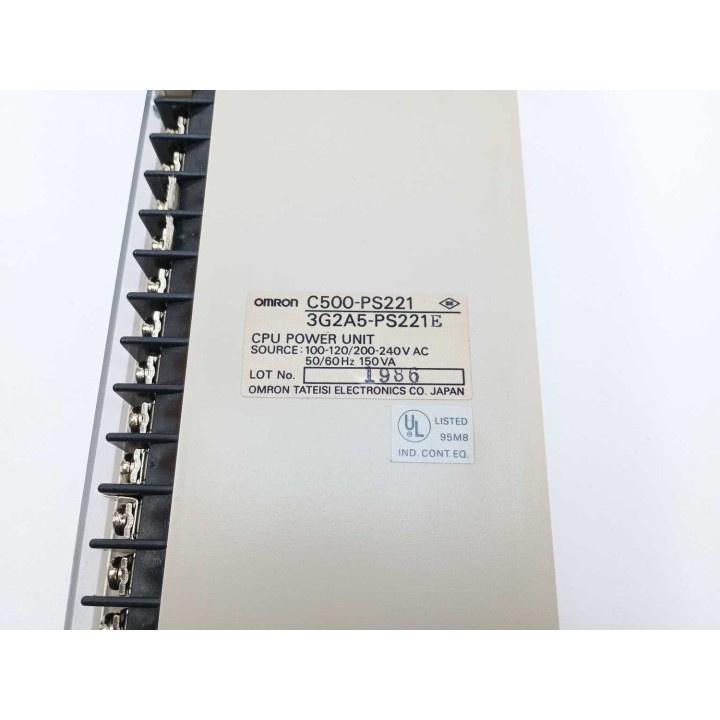 OMRON C500-PS221
3G2A5-PS221E
CPU POWER UNIT
SOURCE: 100-120/200-240V AC
50/60Hz 150VA
LOT No. 1986
OMRON TATEISI ELECTRONICS CO. JAPAN
UL LISTED
95M8
IND. CONT. EQ.